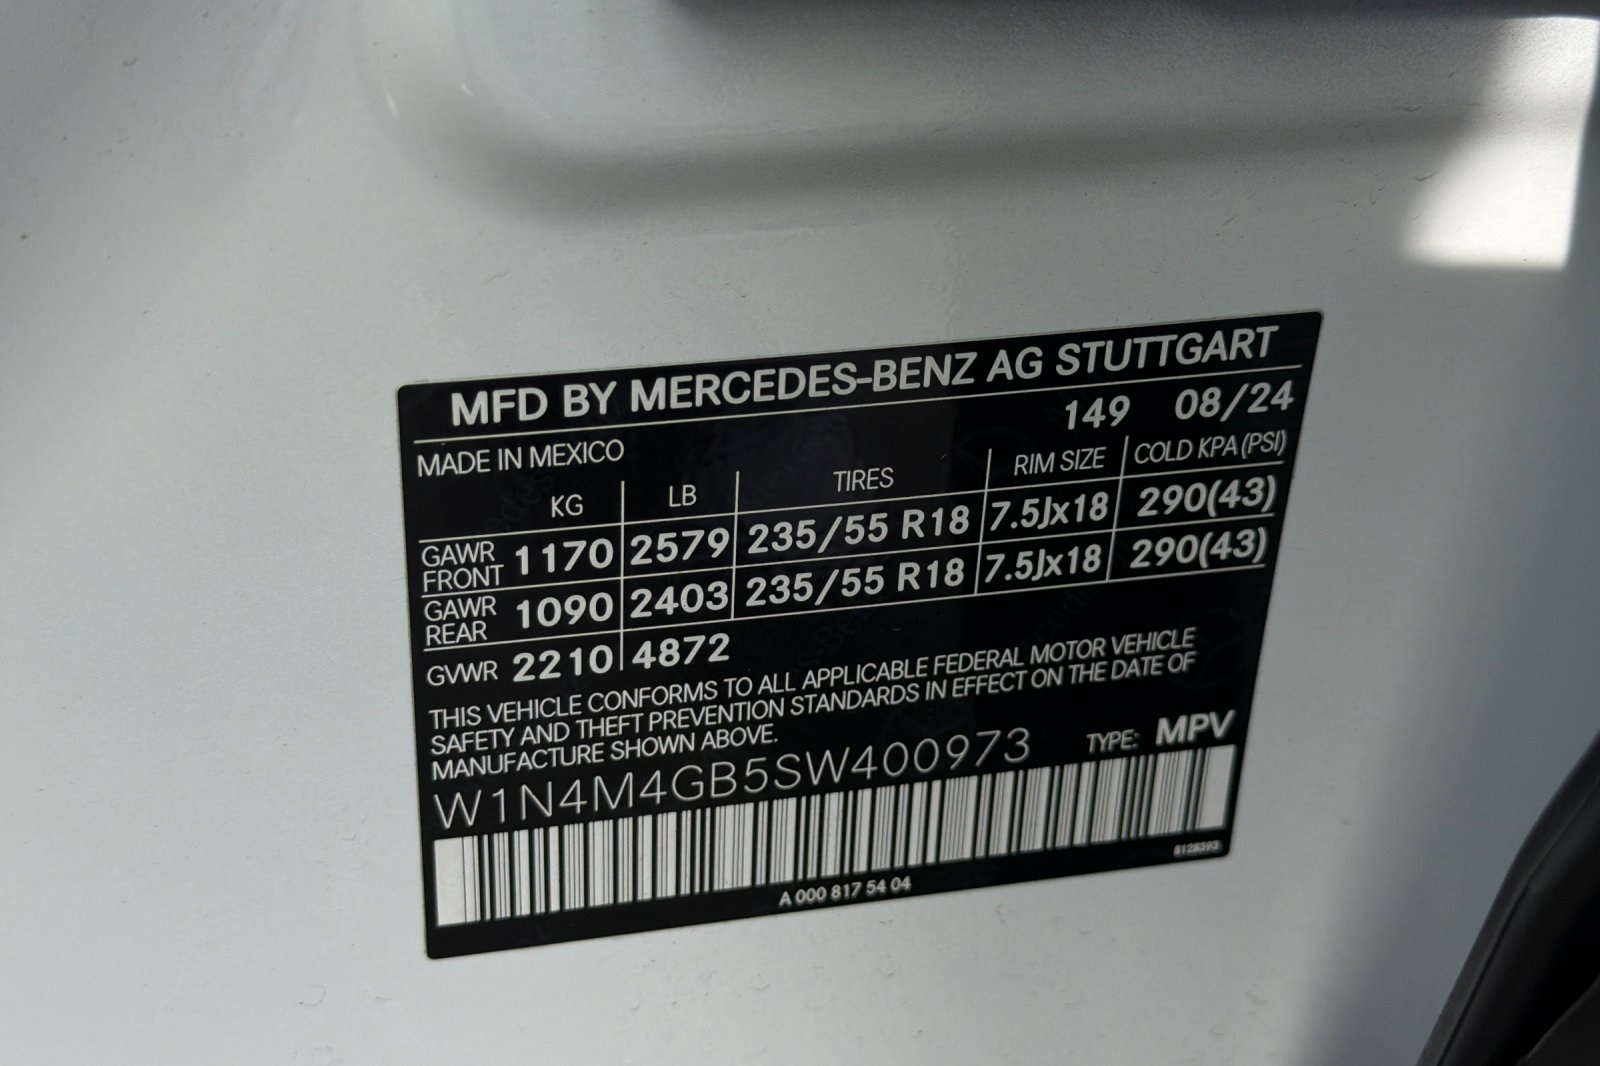 MFD BY MERCEDES-BENZ AG STUTTGART
149 08/24
MADE IN MEXICO
KG LB TIRES RIM SIZE COLD KPA (PSI)
GAWR FRONT 1170 2579 235/55 R18 7.5Jx18 290(43)
GAWR REAR 1090 2403 235/55 R18 7.5Jx18 290(43)
GVWR 2210 4872
THIS VEHICLE CONFORMS TO ALL APPLICABLE FEDERAL MOTOR VEHICLE
SAFETY AND THEFT PREVENTION STANDARDS IN EFFECT ON THE DATE OF
MANUFACTURE SHOWN ABOVE.
W1N4M4GB5SW400973 TYPE: MPV
8128393
A 000 817 54 04